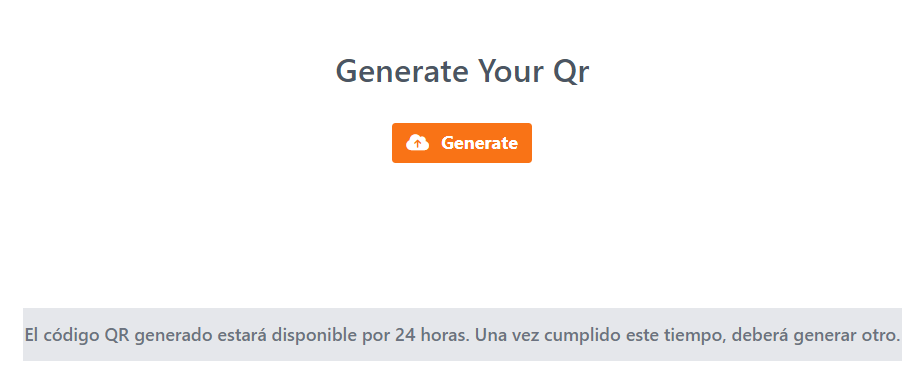 Generate Your Qr
Generate
El código QR generado estará disponible por 24 horas. Una vez cumplido este tiempo, deberá generar otro.